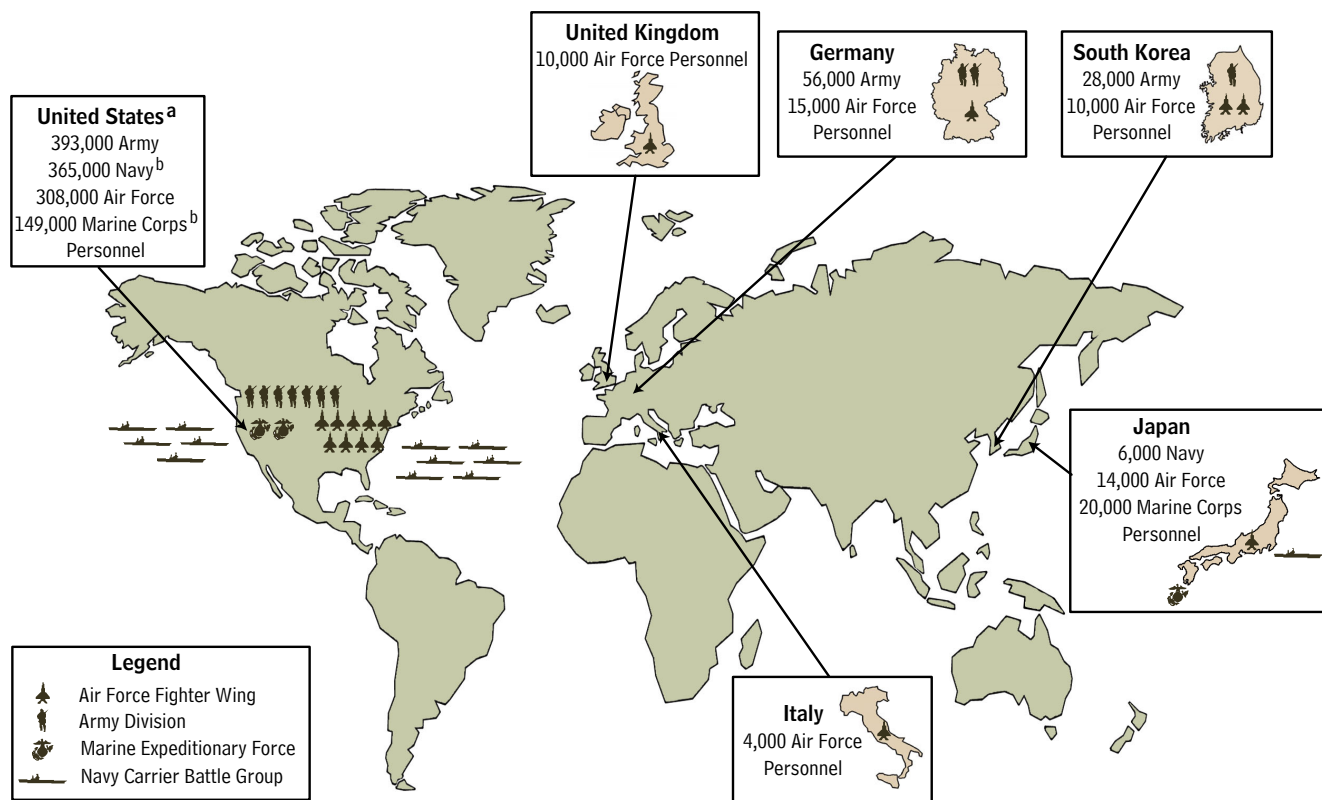 United Kingdom
10,000 Air Force Personnel
Germany
56,000 Army
15,000 Air Force
Personnel
South Korea
28,000 Army
10,000 Air Force
Personnel
United Statesᵃ
393,000 Army
365,000 Navyᵇ
308,000 Air Force
149,000 Marine Corpsᵇ
Personnel
Japan
6,000 Navy
14,000 Air Force
20,000 Marine Corps
Personnel
Italy
4,000 Air Force
Personnel
Legend
Air Force Fighter Wing
Army Division
Marine Expeditionary Force
Navy Carrier Battle Group